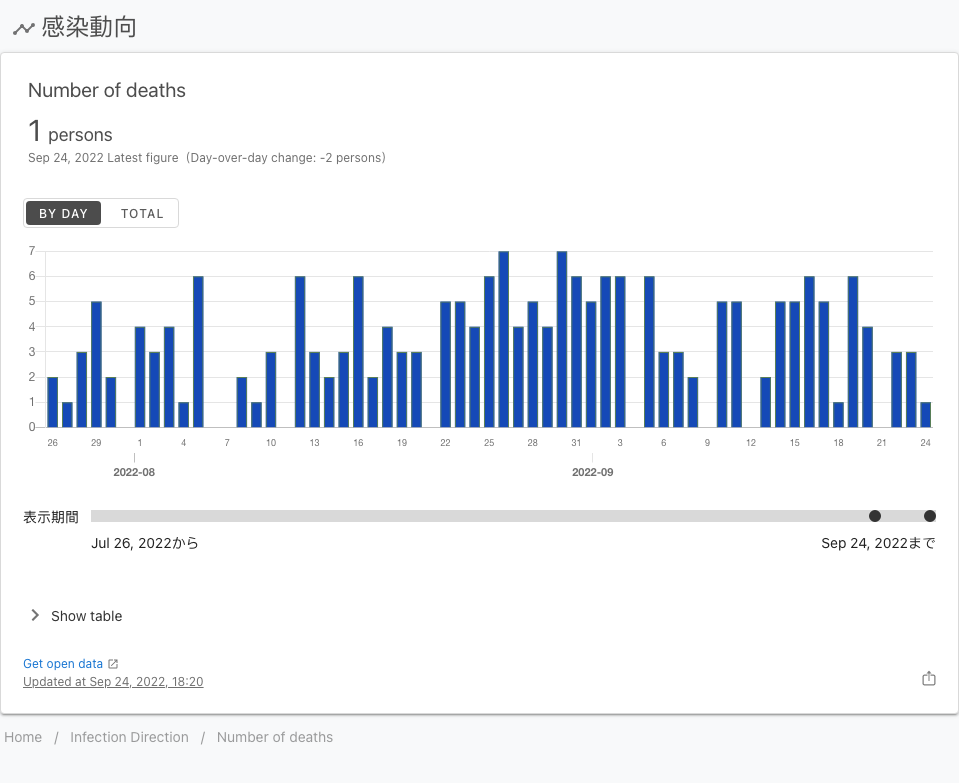 感染動向
Number of deaths
1 persons
Sep 24, 2022 Latest figure (Day-over-day change: -2 persons)
BY DAY TOTAL
7
6
5
4
3
2
1
0
26 29 1 4 7 10 13 16 19 22 25 28 31 3 6 9 12 15 18 21 24
2022-08 2022-09
表示期間
Jul 26, 2022から Sep 24, 2022まで
Show table
Get open data
Updated at Sep 24, 2022, 18:20
Home / Infection Direction / Number of deaths